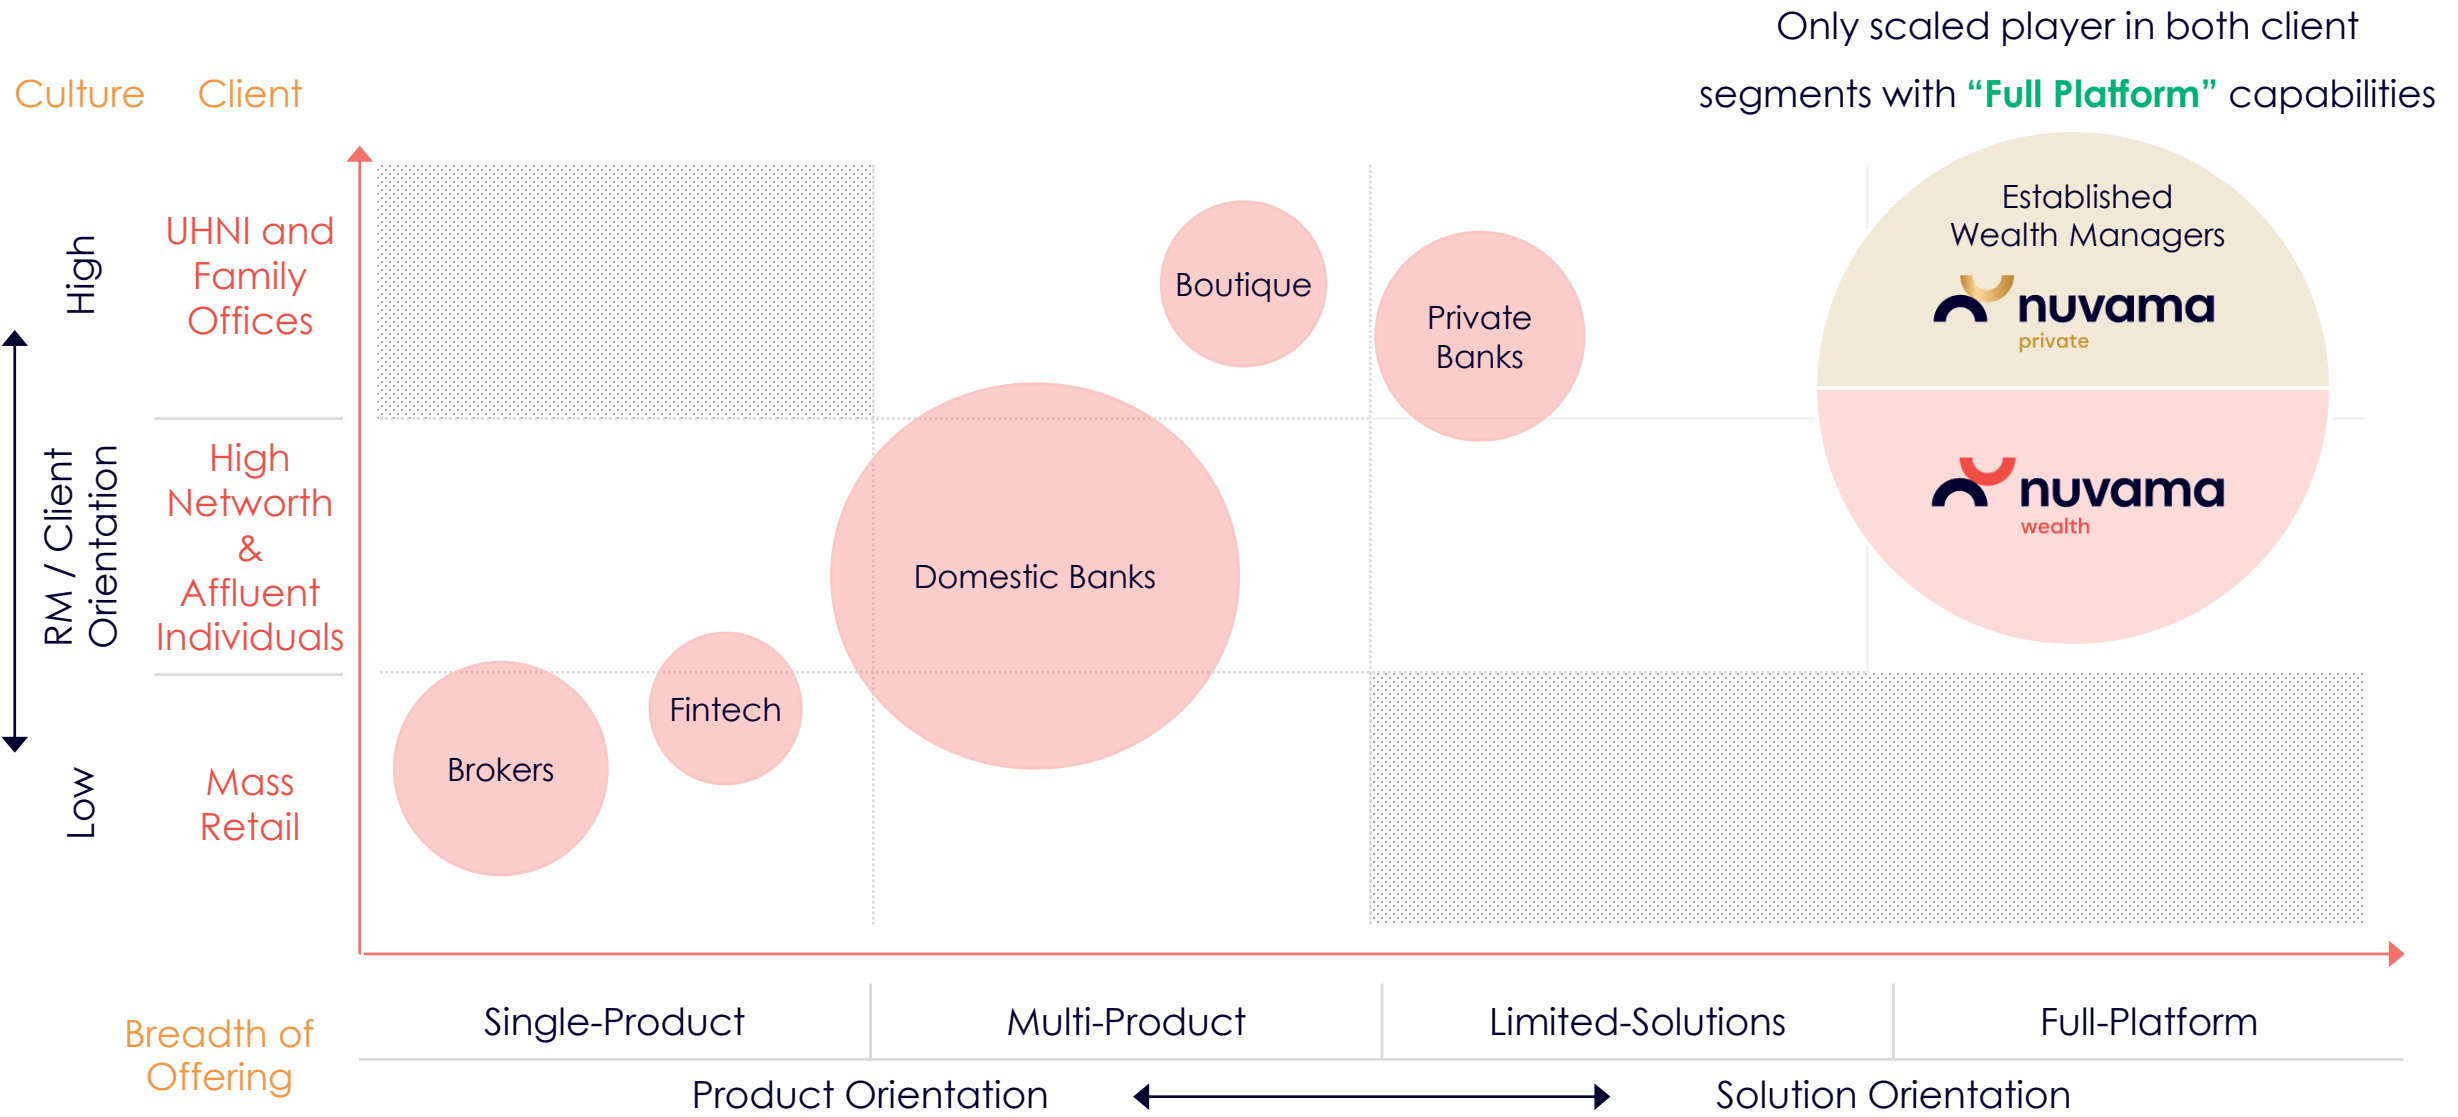 Only scaled player in both client
segments with “Full Platform” capabilities
Culture
Client
High
RM / Client
Orientation
Low
UHNI and
Family
Offices
High
Networth
&
Affluent
Individuals
Mass
Retail
Boutique
Private
Banks
Established
Wealth Managers
nuvama
private
nuvama
wealth
Domestic Banks
Fintech
Brokers
Breadth of
Offering
Single-Product
Multi-Product
Limited-Solutions
Full-Platform
Product Orientation
Solution Orientation